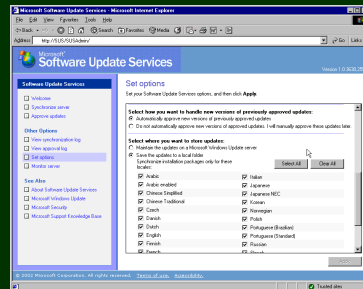 Microsoft Software Update Services - Microsoft Internet Explorer
File Edit View Favorites Tools Help
Back Search Favorites Media
Address http://SUS/SUSAdmin/ Go Links
Microsoft
Software Update Services
Software Update Services
Welcome
Synchronize server
Approve updates
Other Options
View synchronization log
View approval log
Set options
Monitor server
See Also
About Software Update Services
Microsoft Windows Update
Microsoft Security
Microsoft Support Knowledge Base
Set options
Set your Software Update Services options, and then click Apply.
Select how you want to handle new versions of previously approved updates:
Automatically approve new versions of previously approved updates
Do not automatically approve new versions of approved updates. I will manually approve these updates later.
Select where you want to store updates:
Maintain the updates on a Microsoft Windows Update server
Save the updates to a local folder
Synchronize installation packages only for these
locales:
Select All Clear All
Arabic Italian
Arabic enabled Japanese
Chinese Simplified Japanese NEC
Chinese Traditional Korean
Czech Norwegian
Danish Polish
Dutch Portuguese (Brazilian)
English Portuguese (Standard)
Finnish Russian
French
© 2002 Microsoft Corporation. All rights reserved. Terms of use. Accessibility.
Trusted sites